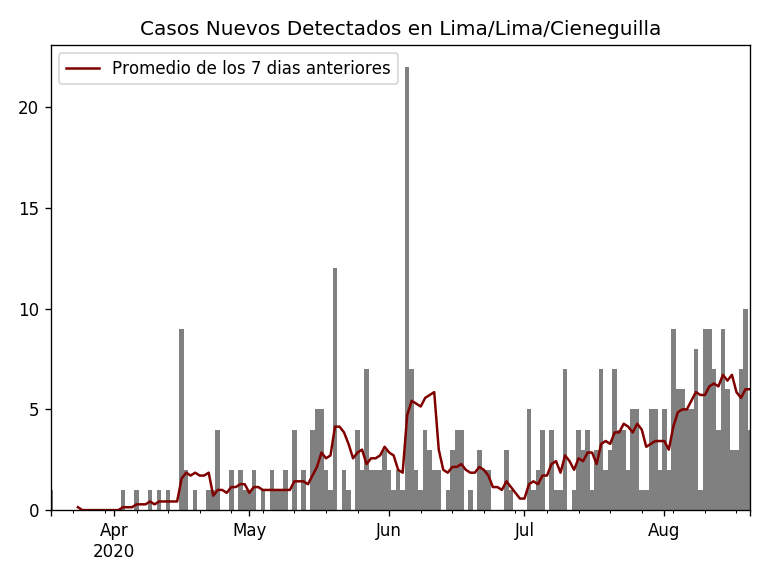 Casos Nuevos Detectados en Lima/Lima/Cieneguilla
Promedio de los 7 dias anteriores
20
15
10
5
0
Apr May Jun Jul Aug
2020